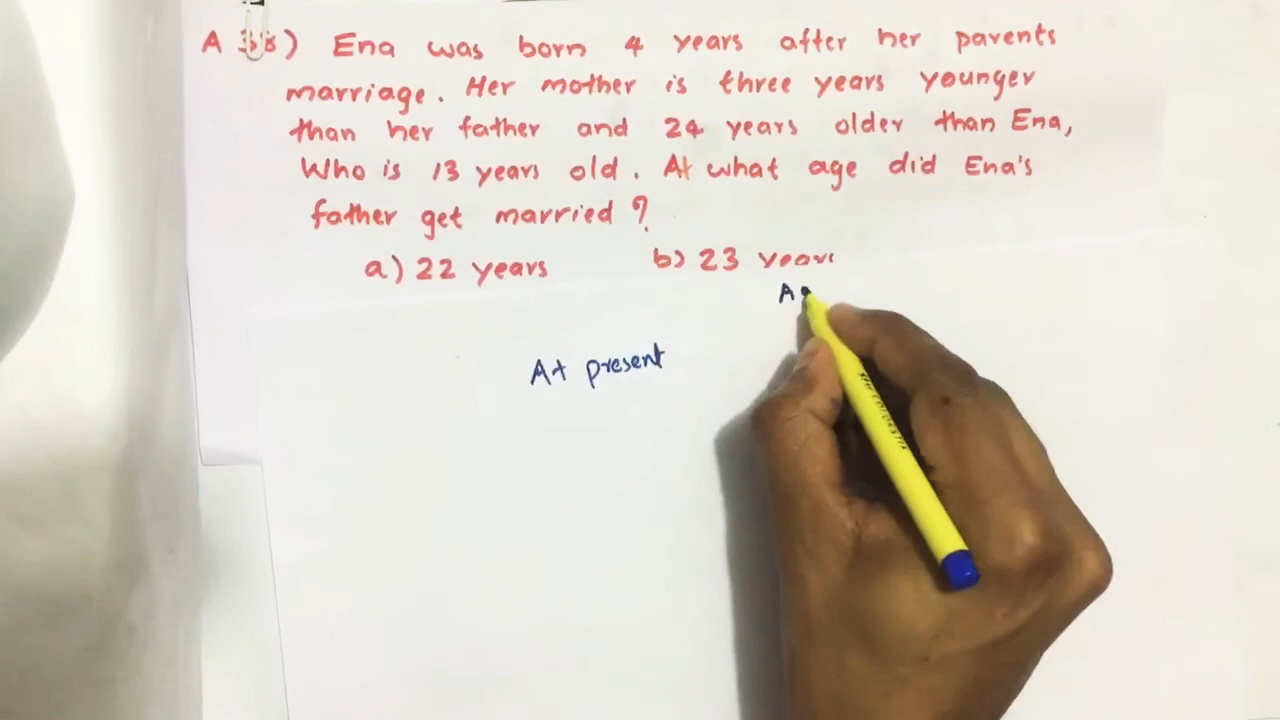 A 38) Ena was born 4 years after her parents
marriage. Her mother is three years younger
than her father and 24 years older than Ena,
Who is 13 years old. At what age did Ena's
father get married ?
a) 22 years b) 23 years
At present